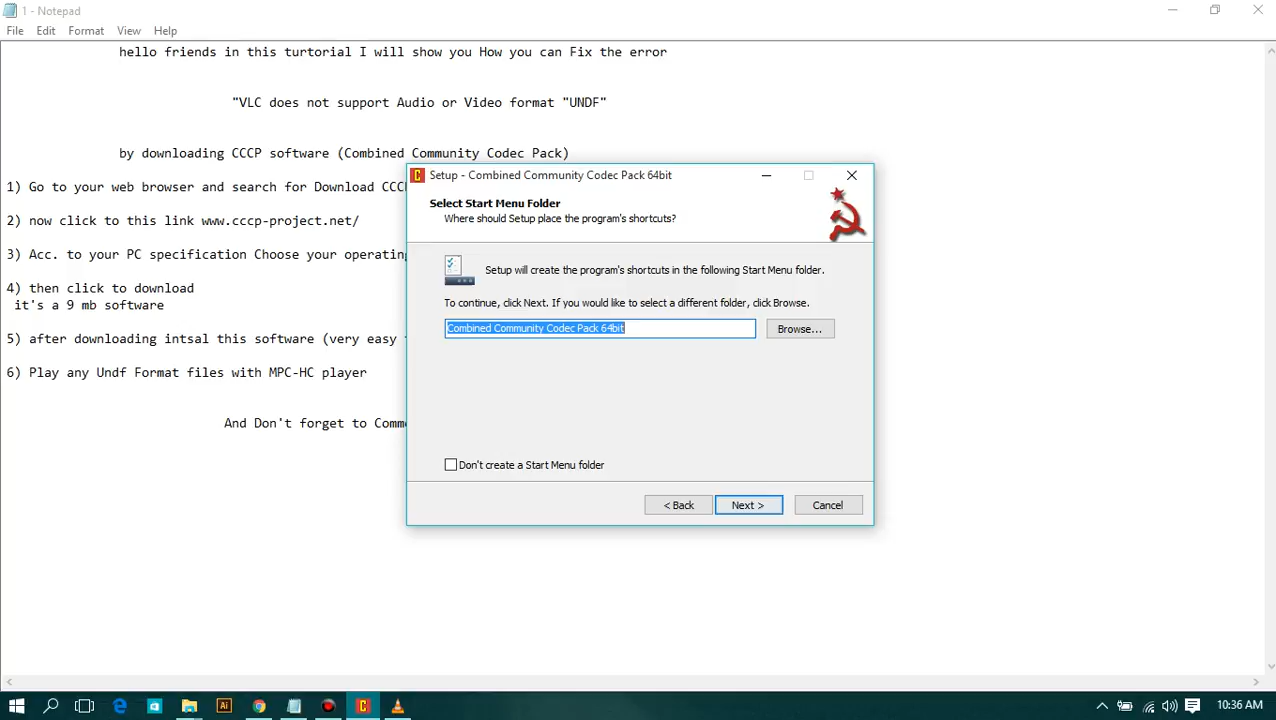 1 - Notepad
File Edit Format View Help
hello friends in this turtorial I will show you How you can Fix the error
"VLC does not support Audio or Video format "UNDF"
by downloading CCCP software (Combined Community Codec Pack)
1) Go to your web browser and search for Download CCC
2) now click to this link www.cccp-project.net/
3) Acc. to your PC specification Choose your operating
4) then click to download
it's a 9 mb software
5) after downloading intsal this software (very easy
6) Play any Undf Format files with MPC-HC player
And Don't forget to Comm
Setup - Combined Community Codec Pack 64bit
Select Start Menu Folder
Where should Setup place the program's shortcuts?
Setup will create the program's shortcuts in the following Start Menu folder.
To continue, click Next. If you would like to select a different folder, click Browse.
Combined Community Codec Pack 64bit
Browse...
Don't create a Start Menu folder
< Back Next > Cancel
Ai C
10:36 AM